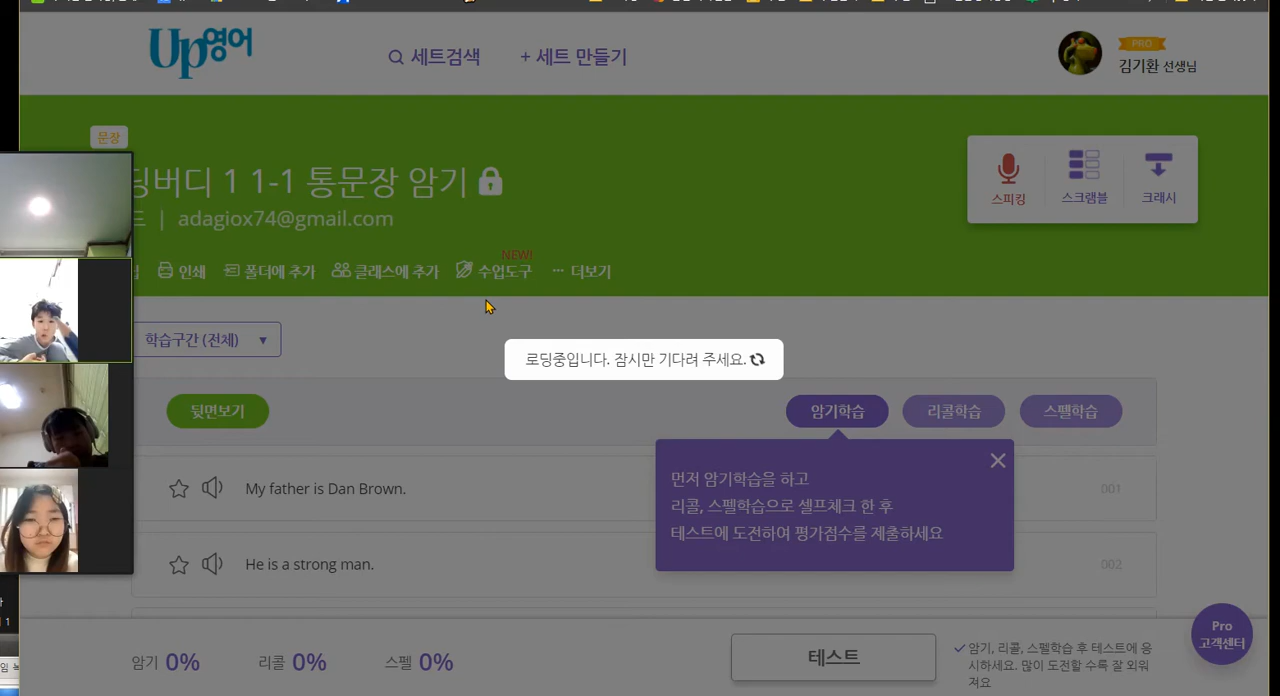 Up영어
세트검색
+ 세트 만들기
PRO
김기환 선생님
문장
딩버디 1 1-1 통문장 암기
드 | adagiox74@gmail.com
스피킹
스크램블
크래시
NEW!
인쇄
폴더에 추가
클래스에 추가
수업도구
··· 더보기
학습구간 (전체) ▼
로딩중입니다. 잠시만 기다려 주세요.
뒷면보기
암기학습
리콜학습
스펠학습
먼저 암기학습을 하고
리콜, 스펠학습으로 셀프체크 한 후
테스트에 도전하여 평가점수를 제출하세요
My father is Dan Brown.
001
He is a strong man.
002
암기 0%
리콜 0%
스펠 0%
테스트
암기, 리콜, 스펠학습 후 테스트에 응
시하세요. 많이 도전할 수록 잘 외워
져요
Pro
고객센터